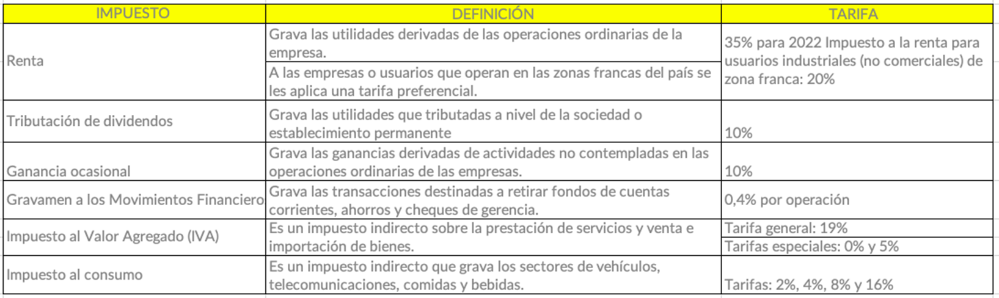 IMPUESTO
DEFINICIÓN
TARIFA
Renta
Grava las utilidades derivadas de las operaciones ordinarias de la
empresa.
A las empresas o usuarios que operan en las zonas francas del país se
les aplica una tarifa preferencial.
35% para 2022 Impuesto a la renta para
usuarios industriales (no comerciales) de
zona franca: 20%
Tributación de dividendos
Grava las utilidades que tributadas a nivel de la sociedad o
establecimiento permanente
10%
Ganancia ocasional
Grava las ganancias derivadas de actividades no contempladas en las
operaciones ordinarias de las empresas.
10%
Gravamen a los Movimientos Financiero
Grava las transacciones destinadas a retirar fondos de cuentas
corrientes, ahorros y cheques de gerencia.
0,4% por operación
Impuesto al Valor Agregado (IVA)
Es un impuesto indirecto sobre la prestación de servicios y venta e
importación de bienes.
Tarifa general: 19%
Tarifas especiales: 0% y 5%
Impuesto al consumo
Es un impuesto indirecto que grava los sectores de vehículos,
telecomunicaciones, comidas y bebidas.
Tarifas: 2%, 4%, 8% y 16%